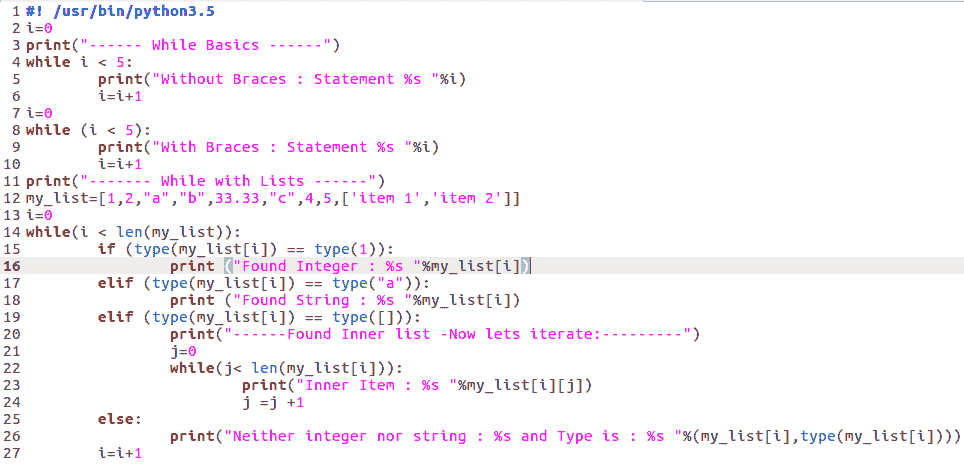 1 #! /usr/bin/python3.5
2 i=0
3 print("------ While Basics ------")
4 while i < 5:
5         print("Without Braces : Statement %s "%i)
6         i=i+1
7 i=0
8 while (i < 5):
9         print("With Braces : Statement %s "%i)
10         i=i+1
11 print("------- While with Lists ------")
12 my_list=[1,2,"a","b",33.33,"c",4,5,['item 1','item 2']]
13 i=0
14 while(i < len(my_list)):
15         if (type(my_list[i]) == type(1)):
16                 print ("Found Integer : %s "%my_list[i])
17         elif (type(my_list[i]) == type("a")):
18                 print ("Found String : %s "%my_list[i])
19         elif (type(my_list[i]) == type([])):
20                 print("------Found Inner list -Now lets iterate:---------")
21                 j=0
22                 while(j< len(my_list[i])):
23                         print("Inner Item : %s "%my_list[i][j])
24                         j =j +1
25         else:
26                 print("Neither integer nor string : %s and Type is : %s "%(my_list[i],type(my_list[i])))
27         i=i+1